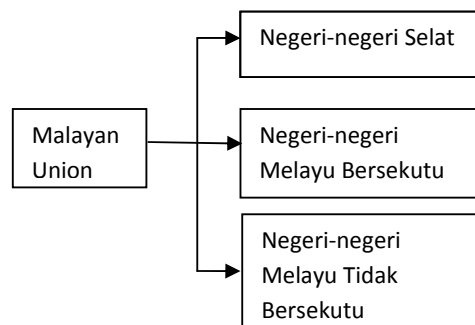 Negeri-negeri Selat
Malayan
Union
Negeri-negeri
Melayu Bersekutu
Negeri-negeri
Melayu Tidak
Bersekutu